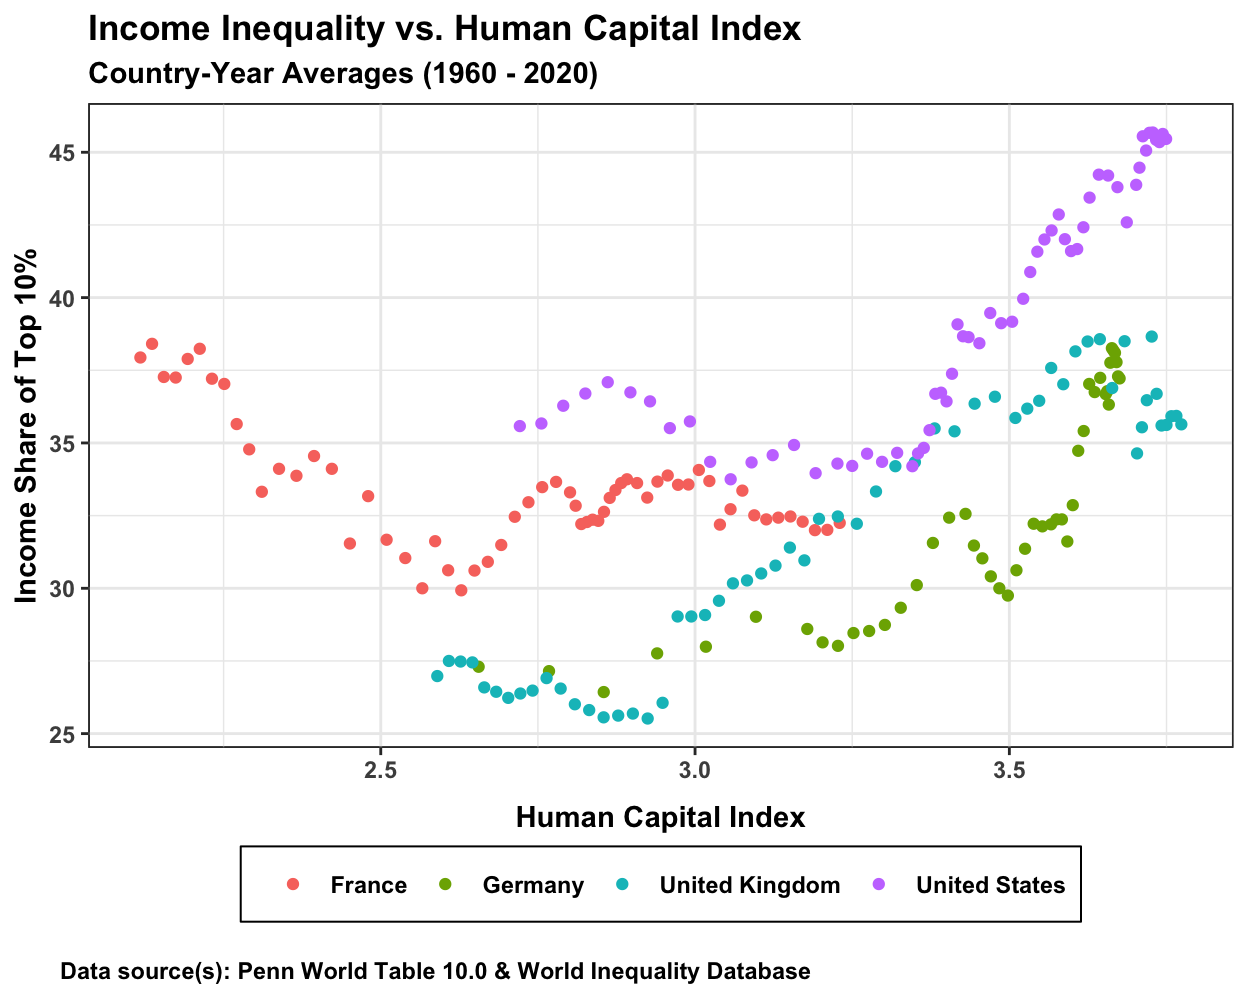 Income Inequality vs. Human Capital Index
Country-Year Averages (1960 - 2020)
Income Share of Top 10%
45
40
35
30
25
2.5 3.0 3.5
Human Capital Index
France Germany United Kingdom United States
Data source(s): Penn World Table 10.0 & World Inequality Database